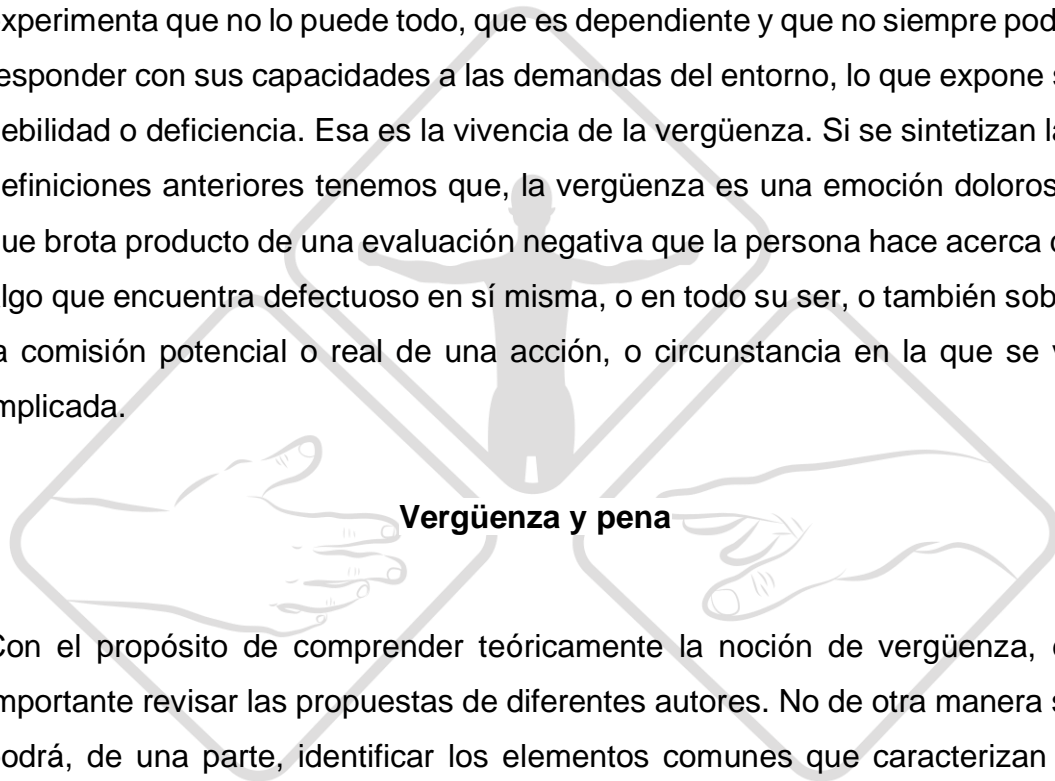 xperimenta que no lo puede todo, que es dependiente y que no siempre pod
esponder con sus capacidades a las demandas del entorno, lo que expone s
ebilidad o deficiencia. Esa es la vivencia de la vergüenza. Si se sintetizan la
efiniciones anteriores tenemos que, la vergüenza es una emoción doloros
ue brota producto de una evaluación negativa que la persona hace acerca d
lgo que encuentra defectuoso en sí misma, o en todo su ser, o también sob
a comisión potencial o real de una acción, o circunstancia en la que se v
mplicada.
Vergüenza y pena
Con el propósito de comprender teóricamente la noción de vergüenza, e
mportante revisar las propuestas de diferentes autores. No de otra manera s
odrá, de una parte, identificar los elementos comunes que caracterizan